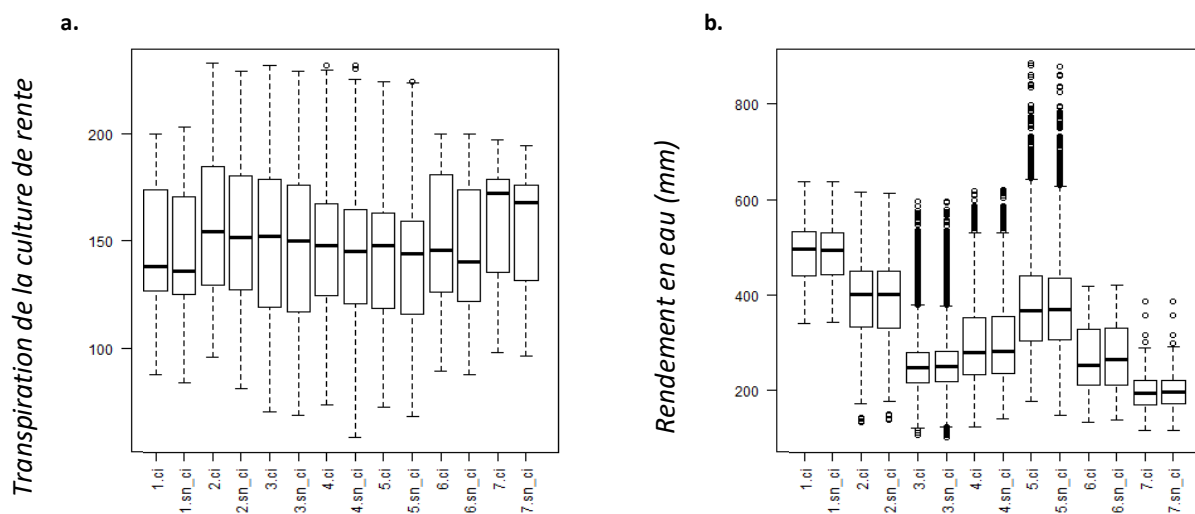 a.
Transpiration de la culture de rente
200
150
100
1.ci
1.sn_ci
2.ci
2.sn_ci
3.ci
3.sn_ci
4.ci
4.sn_ci
5.ci
5.sn_ci
6.ci
6.sn_ci
7.ci
7.sn_ci
b.
Rendement en eau (mm)
800
600
400
200
1.ci
1.sn_ci
2.ci
2.sn_ci
3.ci
3.sn_ci
4.ci
4.sn_ci
5.ci
5.sn_ci
6.ci
6.sn_ci
7.ci
7.sn_ci